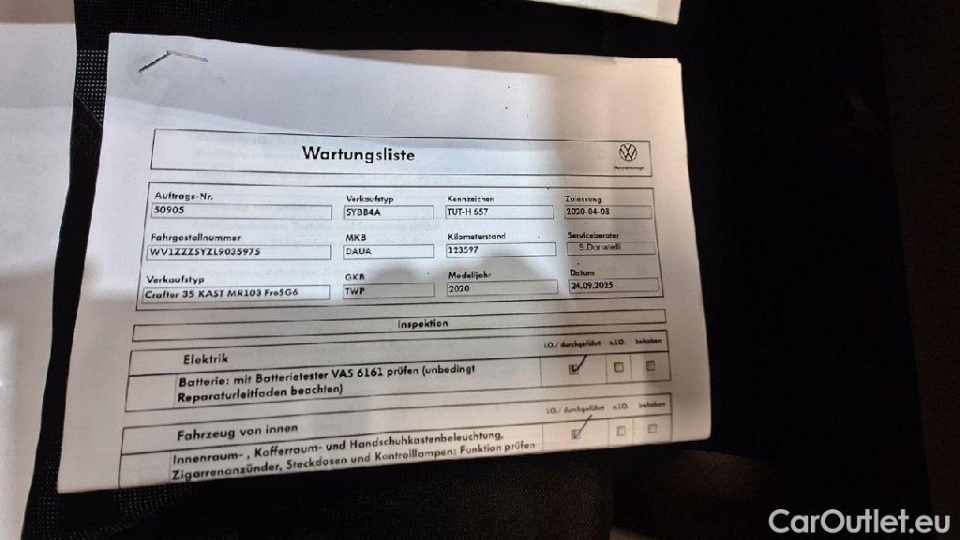 Wartungsliste
Auftrags-Nr. Verkaufstyp Kennzeichen Zulassung
50905 SYBB4A TUT-H 657 2020-04-03
Fahrgestellnummer MKB Kilometerstand Serviceberater
WV1ZZZSYZL9035975 DAUA 123597 S.Donatelli
Verkaufstyp GKB Modelljahr Datum
Crafter 35 KAST MR103 Fre5G6 TWP 2020 24.09.2025
Inspektion
Elektrik i.O./ durchgeführt n.i.O. behoben
Batterie: mit Batterietester VAS 6161 prüfen (unbedingt
Reparaturleitfaden beachten)
Fahrzeug von innen i.O./ durchgeführt n.i.O. behoben
Innenraum- , Kofferraum- und Handschuhkastenbeleuchtung,
Zigarrenanzünder, Steckdosen und Kontrolllampen: Funktion prüfen
CarOutlet.eu